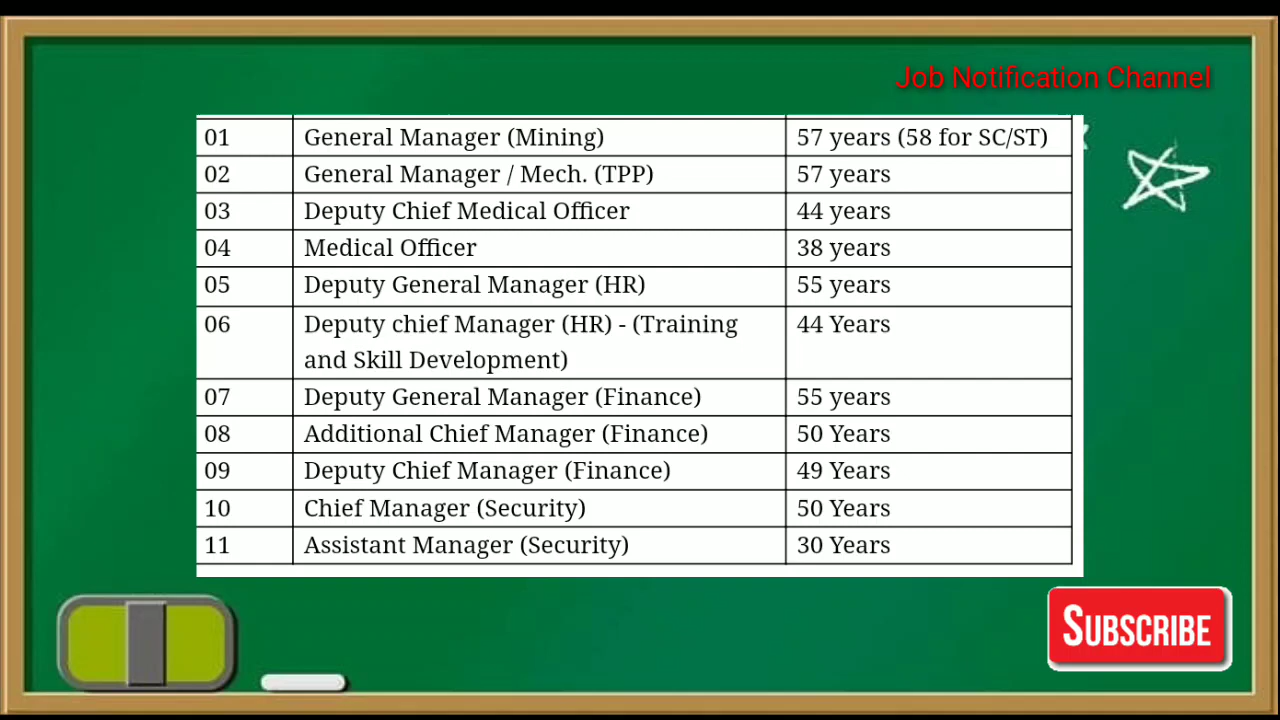 Job Notification Channel
01 General Manager (Mining) 57 years (58 for SC/ST)
02 General Manager / Mech. (TPP) 57 years
03 Deputy Chief Medical Officer 44 years
04 Medical Officer 38 years
05 Deputy General Manager (HR) 55 years
06 Deputy chief Manager (HR) - (Training 44 Years
and Skill Development)
07 Deputy General Manager (Finance) 55 years
08 Additional Chief Manager (Finance) 50 Years
09 Deputy Chief Manager (Finance) 49 Years
10 Chief Manager (Security) 50 Years
11 Assistant Manager (Security) 30 Years
SUBSCRIBE